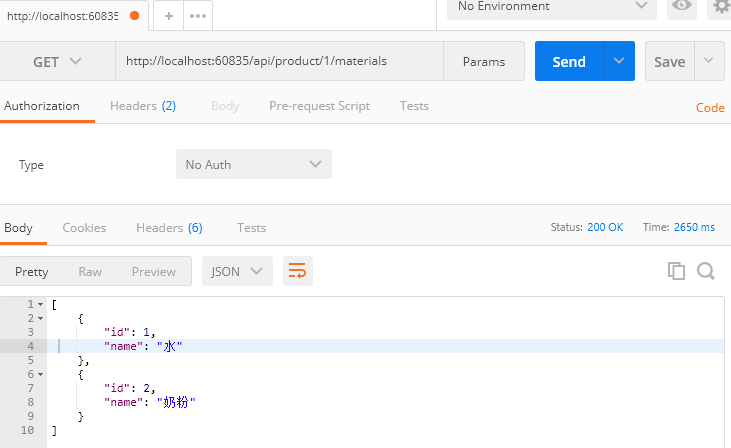 http://localhost:60835
No Environment
GET http://localhost:60835/api/product/1/materials Params Send Save
Authorization Headers (2) Body Pre-request Script Tests Code
Type No Auth
Body Cookies Headers (6) Tests Status: 200 OK Time: 2650 ms
Pretty Raw Preview JSON
1 [
2 {
3 "id": 1,
4 "name": "水"
5 },
6 {
7 "id": 2,
8 "name": "奶粉"
9 }
10 ]